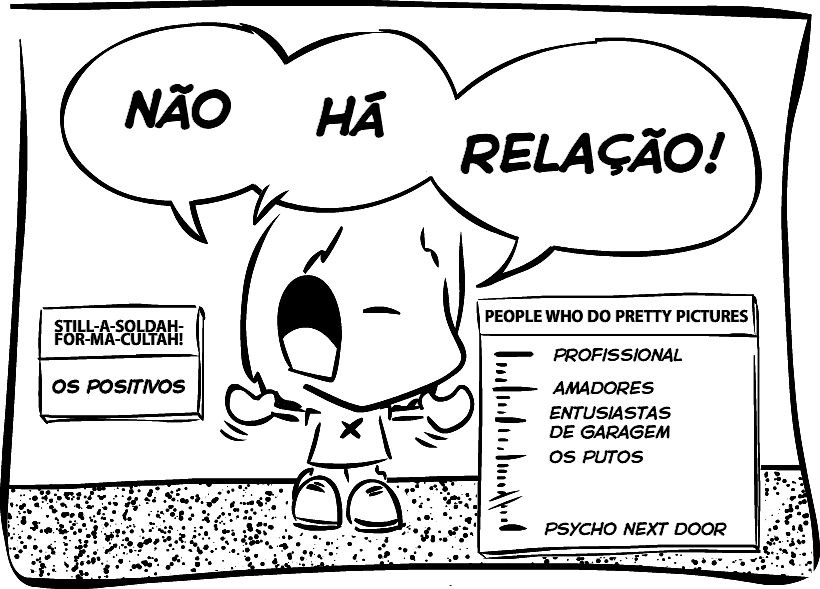 NÃO
HÁ
RELAÇÃO!
STILL-A-SOLDAH-
FOR-MA-CULTAH!
OS POSITIVOS
PEOPLE WHO DO PRETTY PICTURES
PROFISSIONAL
AMADORES
ENTUSIASTAS
DE GARAGEM
OS PUTOS
PSYCHO NEXT DOOR